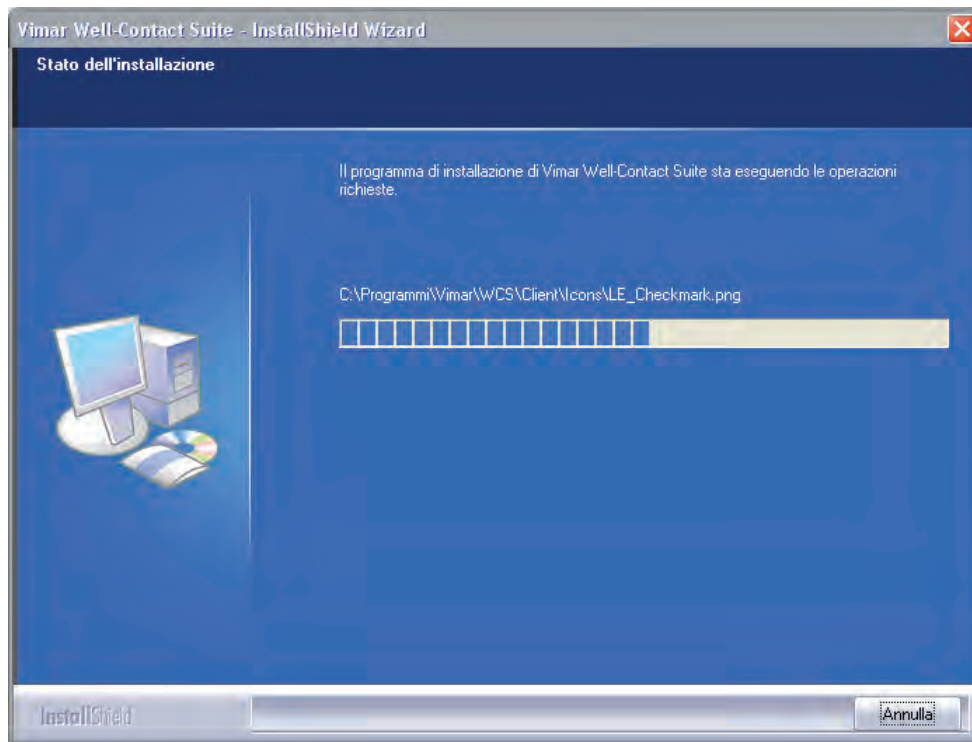 Vimar Well-Contact Suite - InstallShield Wizard
Stato dell'installazione
Il programma di installazione di Vimar Well-Contact Suite sta eseguendo le operazioni
richieste.
C:\Programmi\Vimar\WCS\Client\Icons\LE_Checkmark.png
InstallShield
Annulla